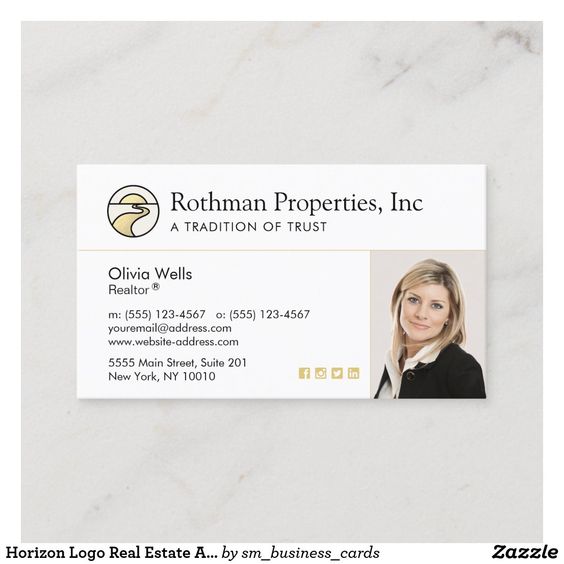 Rothman Properties, Inc
A TRADITION OF TRUST
Olivia Wells
Realtor®
m: (555) 123-4567 o: (555) 123-4567
youremail@address.com
www.website-address.com
5555 Main Street, Suite 201
New York, NY 10010
Horizon Logo Real Estate A... by sm_business_cards
Zazzle